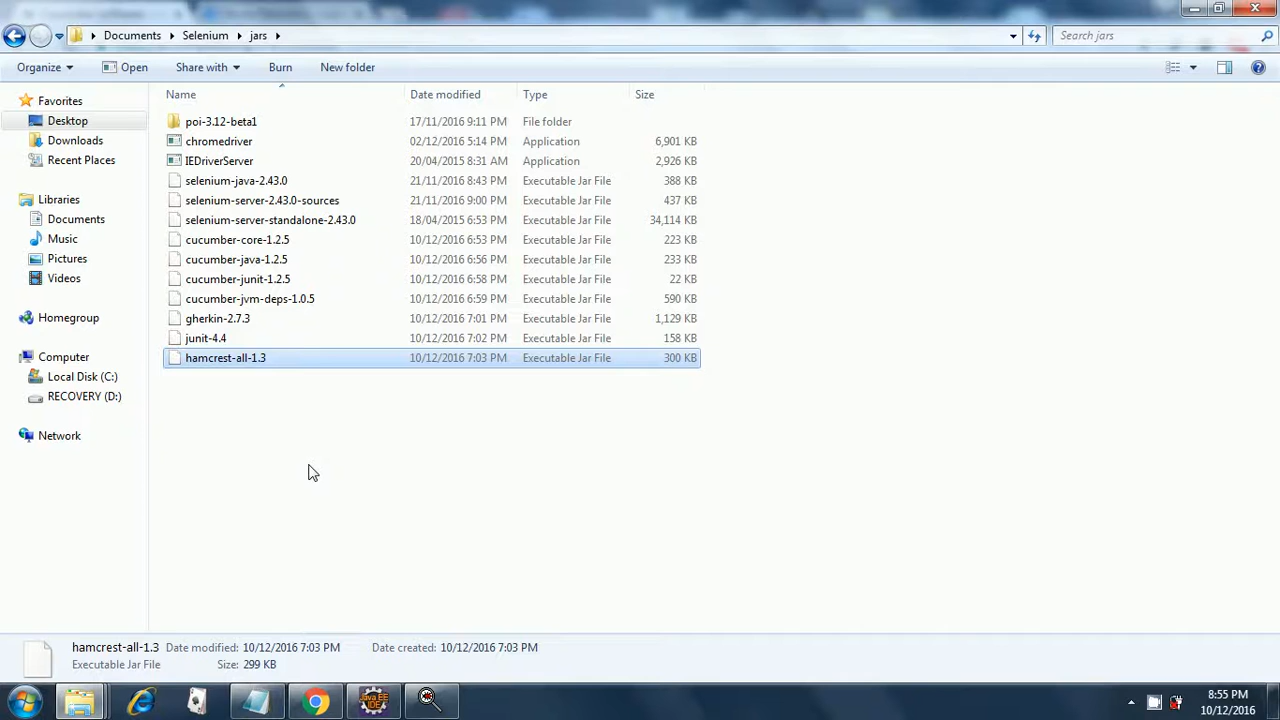 Documents Selenium jars
Search jars
Organize Open Share with Burn New folder
Name Date modified Type Size
Favorites
Desktop
Downloads
Recent Places
Libraries
Documents
Music
Pictures
Videos
Homegroup
Computer
Local Disk (C:)
RECOVERY (D:)
Network
poi-3.12-beta1 17/11/2016 9:11 PM File folder
chromedriver 02/12/2016 5:14 PM Application 6,901 KB
IEDriverServer 20/04/2015 8:31 AM Application 2,926 KB
selenium-java-2.43.0 21/11/2016 8:43 PM Executable Jar File 388 KB
selenium-server-2.43.0-sources 21/11/2016 9:00 PM Executable Jar File 437 KB
selenium-server-standalone-2.43.0 18/04/2015 6:53 PM Executable Jar File 34,114 KB
cucumber-core-1.2.5 10/12/2016 6:53 PM Executable Jar File 223 KB
cucumber-java-1.2.5 10/12/2016 6:56 PM Executable Jar File 233 KB
cucumber-junit-1.2.5 10/12/2016 6:58 PM Executable Jar File 22 KB
cucumber-jvm-deps-1.0.5 10/12/2016 6:59 PM Executable Jar File 590 KB
gherkin-2.7.3 10/12/2016 7:01 PM Executable Jar File 1,129 KB
junit-4.4 10/12/2016 7:02 PM Executable Jar File 158 KB
hamcrest-all-1.3 10/12/2016 7:03 PM Executable Jar File 300 KB
hamcrest-all-1.3 Date modified: 10/12/2016 7:03 PM Date created: 10/12/2016 7:03 PM
Executable Jar File Size: 299 KB
Java EE
IDE
8:55 PM
10/12/2016